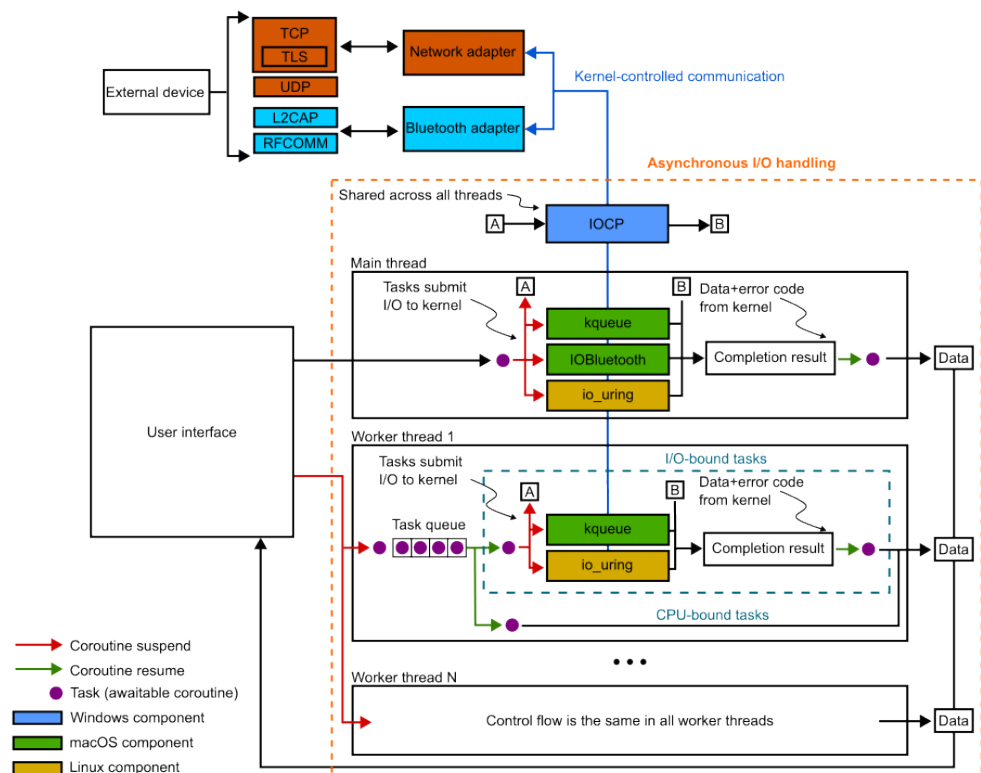 TCP
TLS
Network adapter
External device
UDP
Kernel-controlled communication
L2CAP
RFCOMM
Bluetooth adapter
Asynchronous I/O handling
Shared across all threads
A
IOCP
B
Main thread
Tasks submit
I/O to kernel
A
B
Data+error code
from kernel
kqueue
IOBluetooth
Completion result
Data
io_uring
User interface
Worker thread 1
I/O-bound tasks
Tasks submit
I/O to kernel
A
B
Data+error code
from kernel
Task queue
kqueue
Completion result
Data
io_uring
CPU-bound tasks
Coroutine suspend
Coroutine resume
Task (awaitable coroutine)
Windows component
macOS component
Linux component
•••
Worker thread N
Control flow is the same in all worker threads
Data